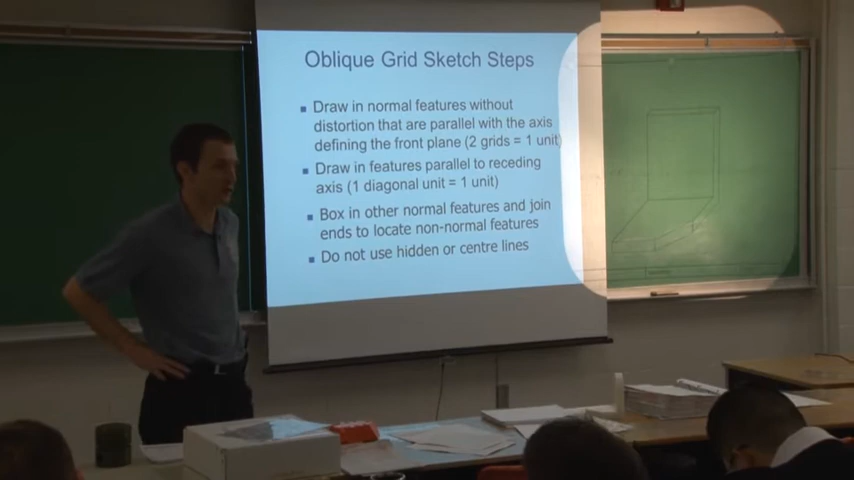 Oblique Grid Sketch Steps
Draw in normal features without
distortion that are parallel with the axis
defining the front plane (2 grids = 1 unit)
Draw in features parallel to receding
axis (1 diagonal unit = 1 unit)
Box in other normal features and join
ends to locate non-normal features
Do not use hidden or centre lines